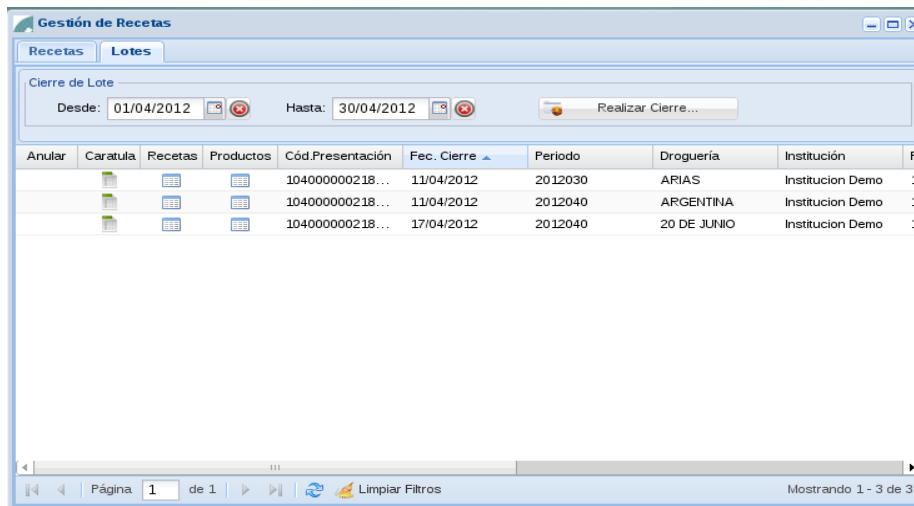 Gestión de Recetas
Recetas Lotes
Cierre de Lote
Desde: 01/04/2012 Hasta: 30/04/2012 Realizar Cierre...
Anular Caratula Recetas Productos Cód.Presentación Fec. Cierre Periodo Droguería Institución
104000000218... 11/04/2012 2012030 ARIAS Institucion Demo
104000000218... 11/04/2012 2012040 ARGENTINA Institucion Demo
104000000218... 17/04/2012 2012040 20 DE JUNIO Institucion Demo
Página 1 de 1 Limpiar Filtros Mostrando 1 - 3 de 3